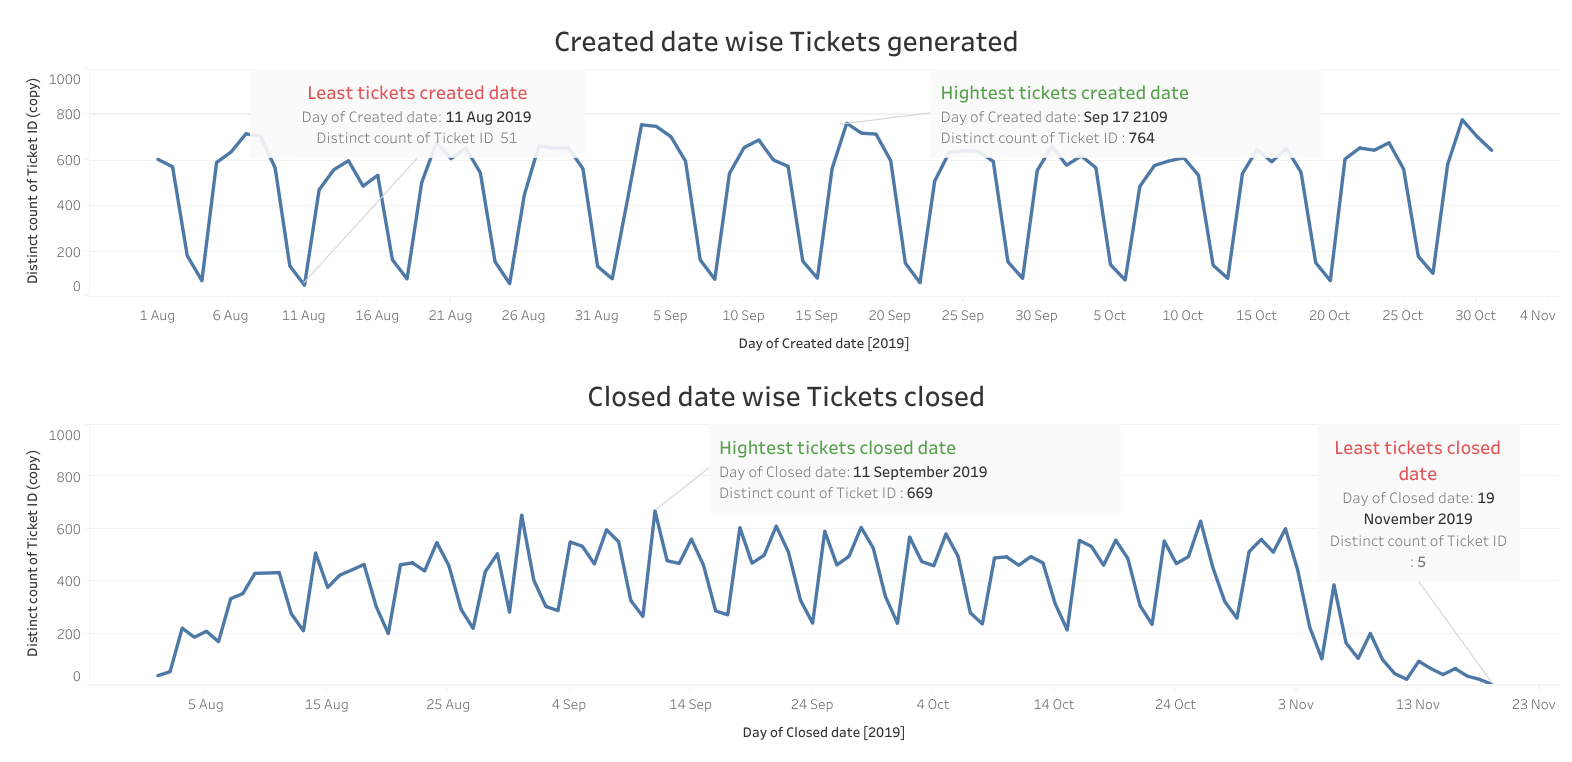 Created date wise Tickets generated
Distinct count of Ticket ID (copy)
1000
800
600
400
200
0
Least tickets created date
Day of Created date: 11 Aug 2019
Distinct count of Ticket ID 51
Hightest tickets created date
Day of Created date: Sep 17 2109
Distinct count of Ticket ID : 764
1 Aug 6 Aug 11 Aug 16 Aug 21 Aug 26 Aug 31 Aug 5 Sep 10 Sep 15 Sep 20 Sep 25 Sep 30 Sep 5 Oct 10 Oct 15 Oct 20 Oct 25 Oct 30 Oct 4 Nov
Day of Created date [2019]
Closed date wise Tickets closed
Distinct count of Ticket ID (copy)
1000
800
600
400
200
0
Hightest tickets closed date
Day of Closed date: 11 September 2019
Distinct count of Ticket ID : 669
Least tickets closed
date
Day of Closed date: 19
November 2019
Distinct count of Ticket ID
: 5
5 Aug 15 Aug 25 Aug 4 Sep 14 Sep 24 Sep 4 Oct 14 Oct 24 Oct 3 Nov 13 Nov 23 Nov
Day of Closed date [2019]